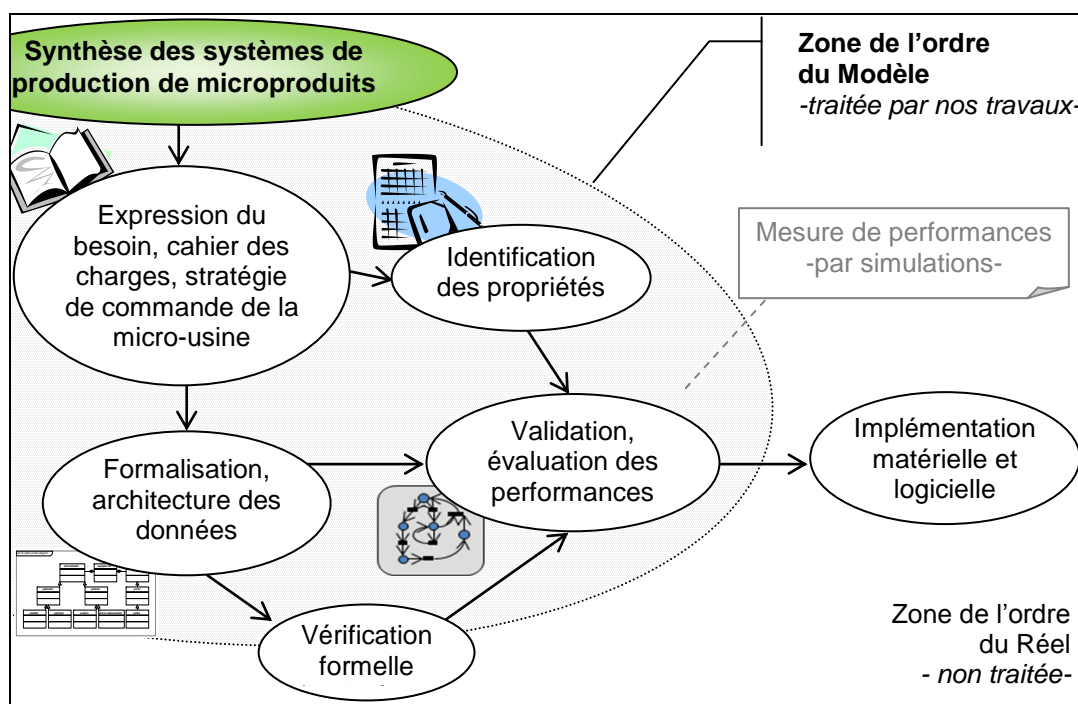 Synthèse des systèmes de
production de microproduits
Zone de l’ordre
du Modèle
-traitée par nos travaux-
Expression du
besoin, cahier des
charges, stratégie
de commande de la
micro-usine
Identification
des propriétés
Mesure de performances
-par simulations-
Formalisation,
architecture des
données
Validation,
évaluation des
performances
Implémentation
matérielle et
logicielle
Vérification
formelle
Zone de l’ordre
du Réel
- non traitée-